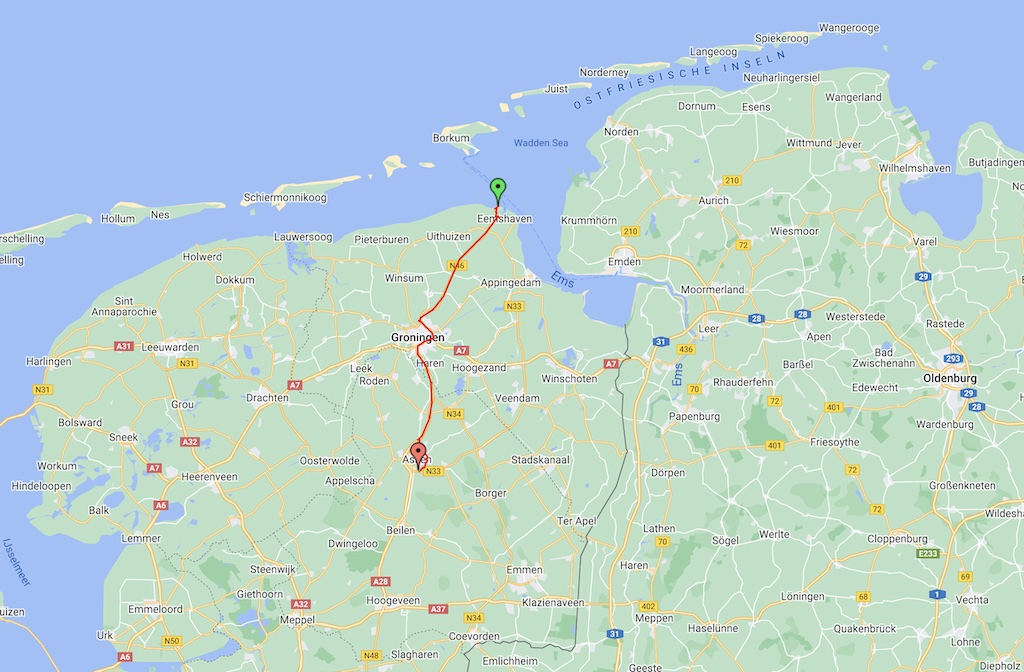 Wangerooge
Spiekeroog
Langeoog
Norderney
OSTFRIESISCHE INSELN
Neuharlingersiel
Juist
Wangerland
Dornum
Esens
Borkum
Wadden Sea
Norden
Wittmund
Jever
Wilhelmshaven
Butjadingen
No
210
Schiermonnikoog
Aurich
Hollum
Nes
Eemshaven
Krummhörn
210
Wiesmoor
rschelling
elling
Lauwersoog
Pieterburen
Uithuizen
72
Varel
Holwerd
N46
Emden
Dokkum
Winsum
Appingedam
Ems
29
Moormerland
Sint
Annaparochie
N33
28
28
Westerstede
Rastede
Leer
Groningen
31
Apen
A31
Leeuwarden
A7
436
Bad
Zwischenahn
293
Harlingen
N31
Leek
Haren
Hoogezand
A7
Barßel
Roden
Winschoten
Ems
Rhauderfehn
Edewecht
Oldenburg
N31
A7
70
29
H
Drachten
Veendam
72
401
28
Grou
N34
Papenburg
Bolsward
Wardenburg
Sneek
A32
401
Friesoythe
Workum
A7
Oosterwolde
Assen
N33
Stadskanaal
Dörpen
72
Hindeloopen
Heerenveen
Appelscha
Großenkneten
Borger
A6
72
Balk
Ter Apel
Wildesha
Lathen
Lemmer
Beilen
70
Sögel
Werlte
Cloppenburg
IJsselmeer
Dwingeloo
E233
Steenwijk
Emmen
Haren
A28
69
Giethoorn
Löningen
68
1
Vechta
uizen
Emmeloord
A32
Hoogeveen
A37
Klazienaveen
402
Meppen
Meppel
N34
Haselünne
Quakenbrück
Urk
N50
Coevorden
31
Lohne
A6
N48
Slagharen
Emlichheim
Geeste
Diepholz